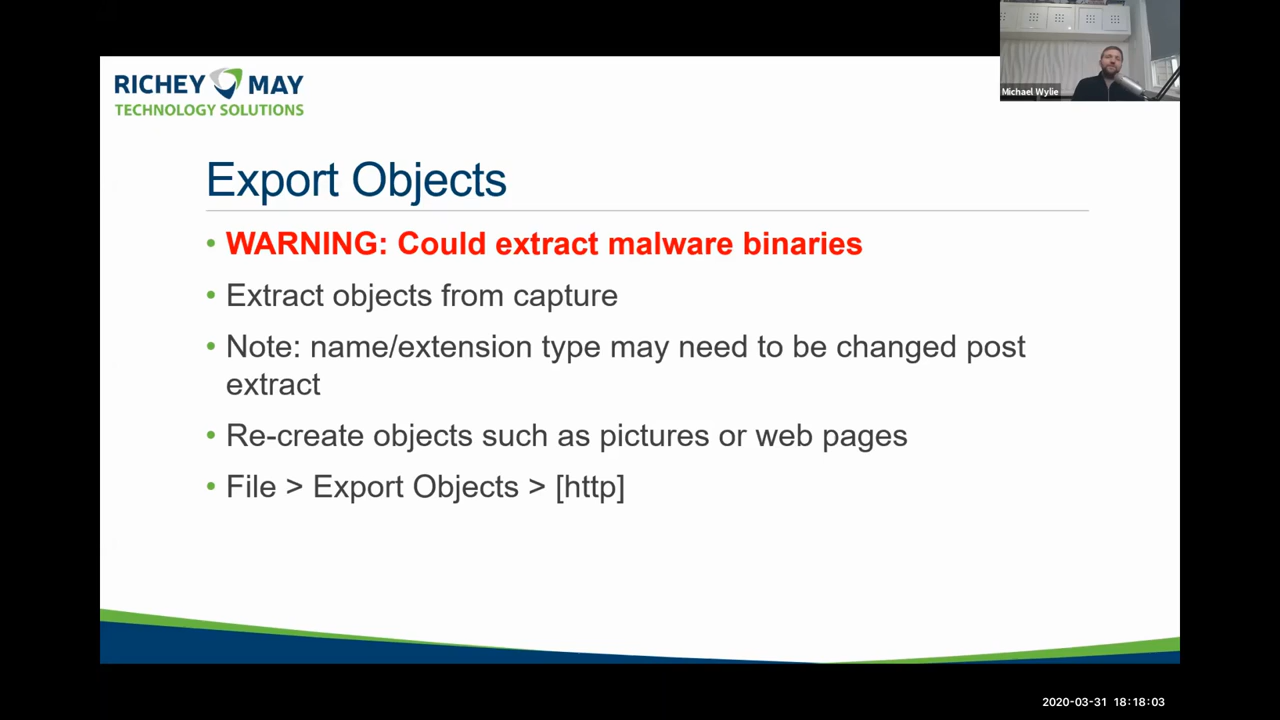 RICHEY MAY
TECHNOLOGY SOLUTIONS
Michael Wylie
Export Objects
• WARNING: Could extract malware binaries
• Extract objects from capture
• Note: name/extension type may need to be changed post
extract
• Re-create objects such as pictures or web pages
• File > Export Objects > [http]
2020-03-31 18:18:03